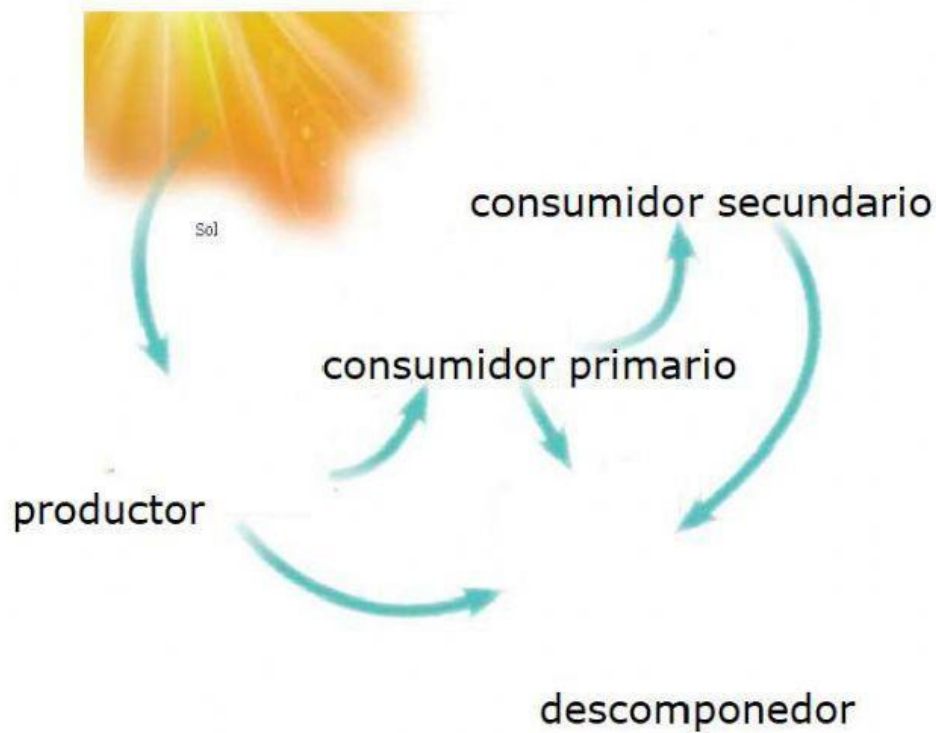 Sol
consumidor secundario
consumidor primario
productor
descomponedor